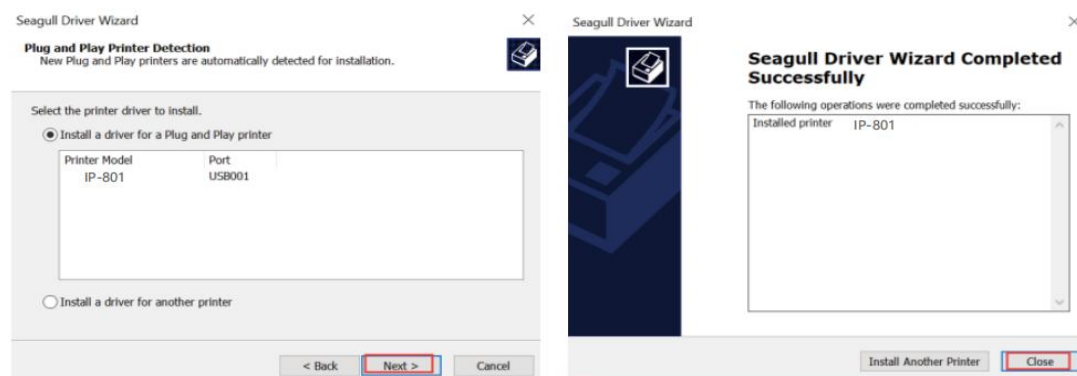 Seagull Driver Wizard
Plug and Play Printer Detection
New Plug and Play printers are automatically detected for installation.
Select the printer driver to install.
Install a driver for a Plug and Play printer
Printer Model Port
IP-801 USB001
Install a driver for another printer
< Back Next > Cancel
Seagull Driver Wizard
Seagull Driver Wizard Completed
Successfully
The following operations were completed successfully:
Installed printer IP-801
Install Another Printer Close